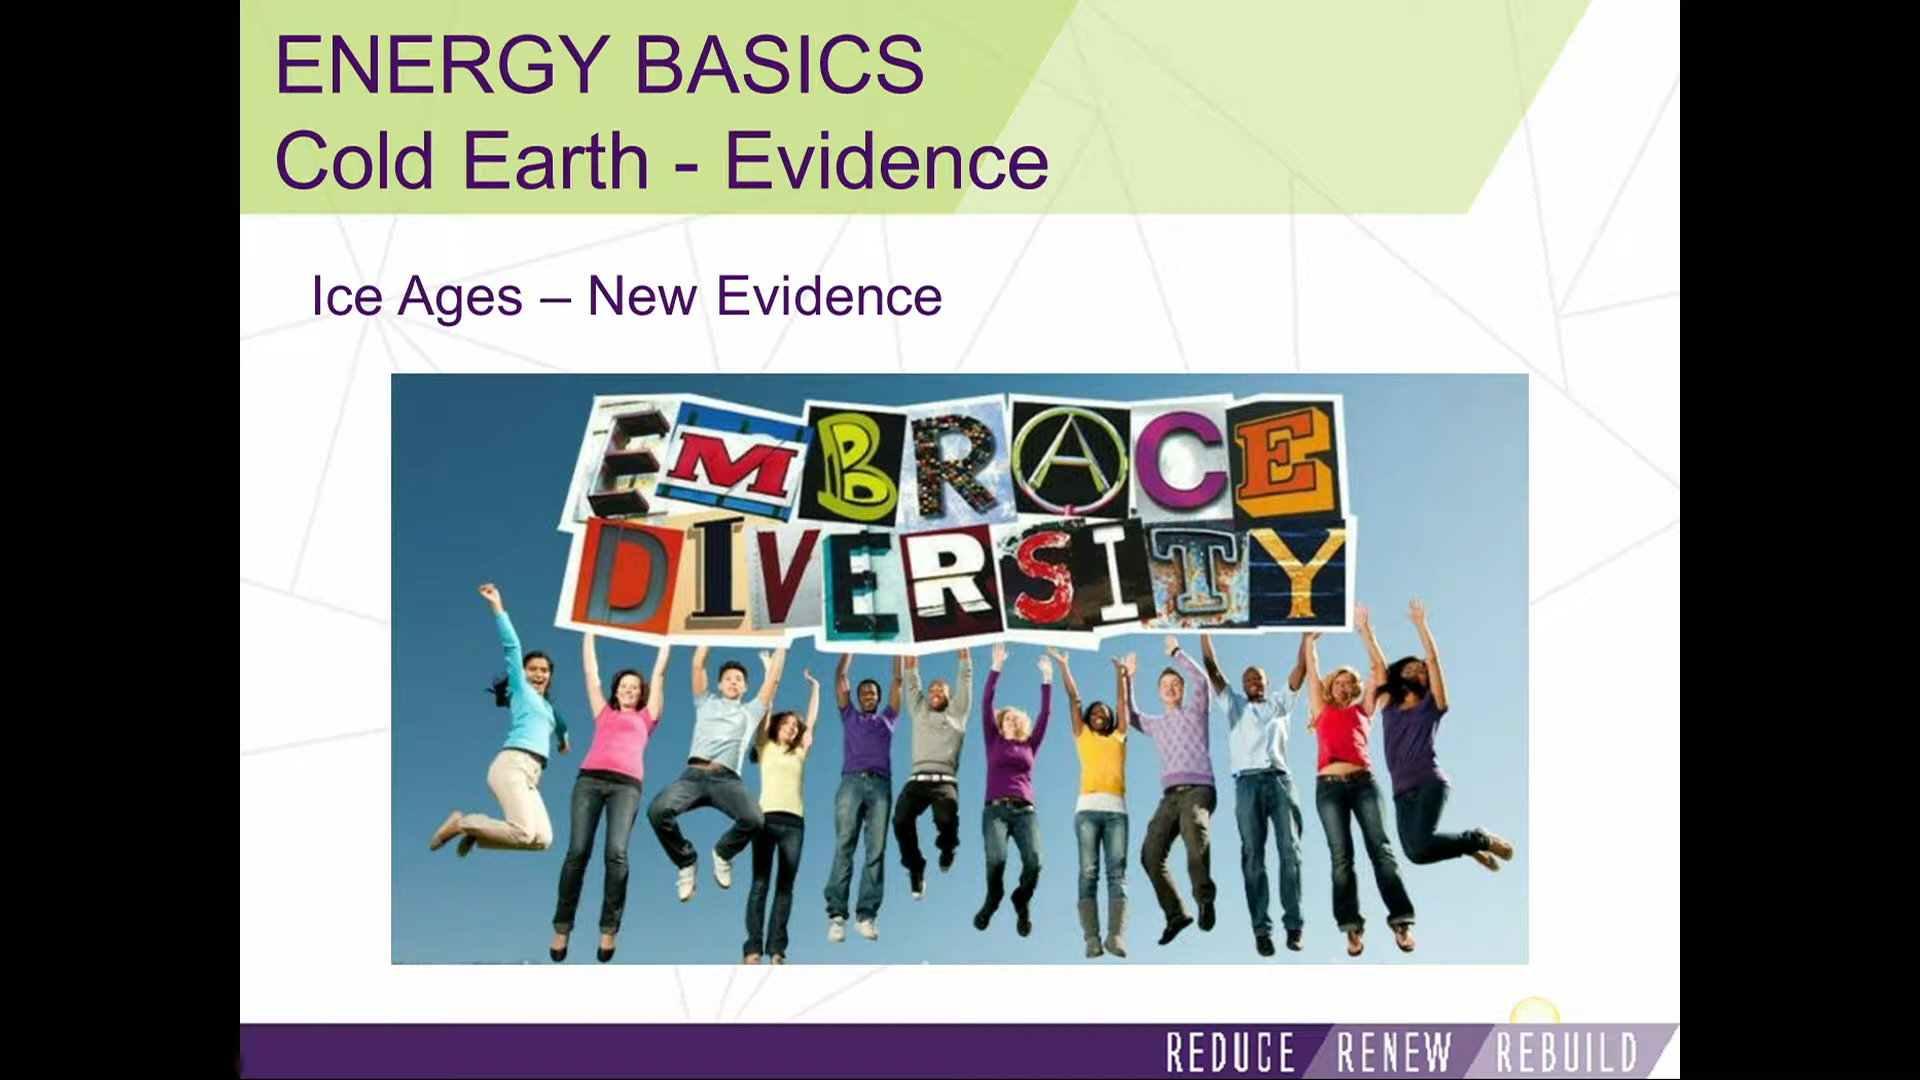 ENERGY BASICS
Cold Earth - Evidence
Ice Ages – New Evidence
EMBRACE
DIVERSITY
REDUCE RENEW REBUILD